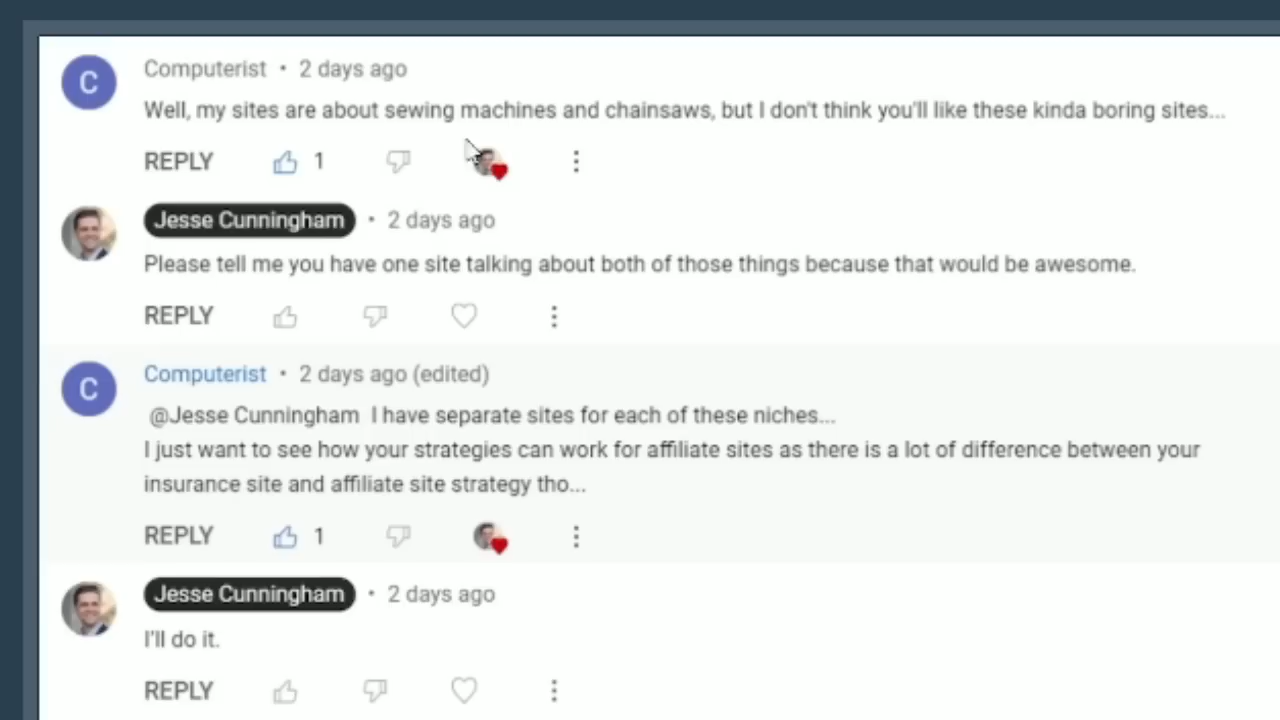 C
Computerist • 2 days ago
Well, my sites are about sewing machines and chainsaws, but I don't think you'll like these kinda boring sites...
REPLY 1
Jesse Cunningham • 2 days ago
Please tell me you have one site talking about both of those things because that would be awesome.
REPLY
C
Computerist • 2 days ago (edited)
@Jesse Cunningham I have separate sites for each of these niches...
I just want to see how your strategies can work for affiliate sites as there is a lot of difference between your
insurance site and affiliate site strategy tho...
REPLY 1
Jesse Cunningham • 2 days ago
I'll do it.
REPLY